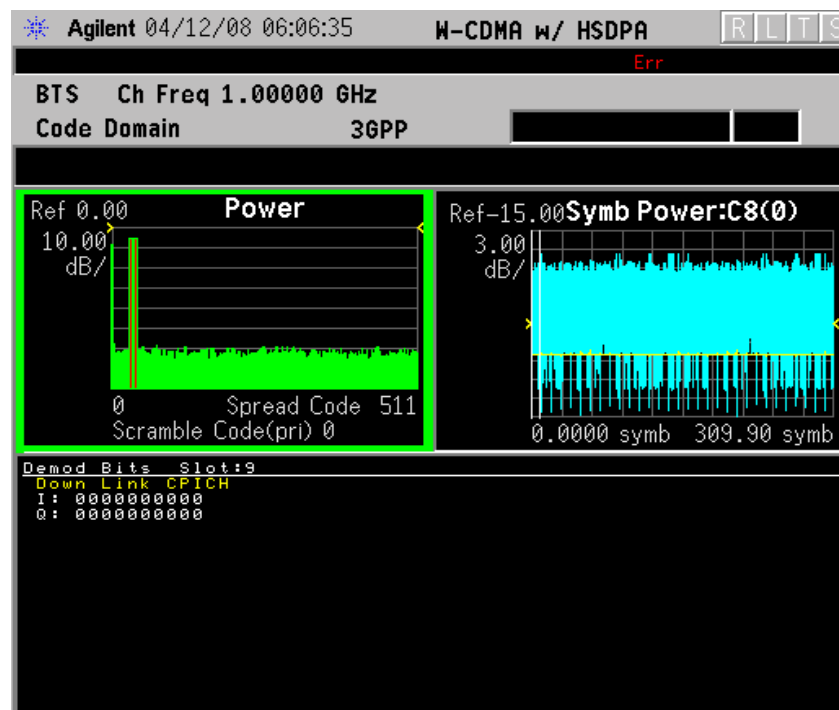 Agilent 04/12/08 06:06:35 W-CDMA w/ HSDPA R L T S
Err
BTS Ch Freq 1.00000 GHz
Code Domain 3GPP
Ref 0.00 Power
10.00
dB/
0 Spread Code 511
Scramble Code(pri) 0
Ref-15.00 Symb Power:C8(0)
3.00
dB/
0.0000 symb 309.90 symb
Demod Bits Slot:9
Down Link CPICH
I: 0000000000
Q: 0000000000